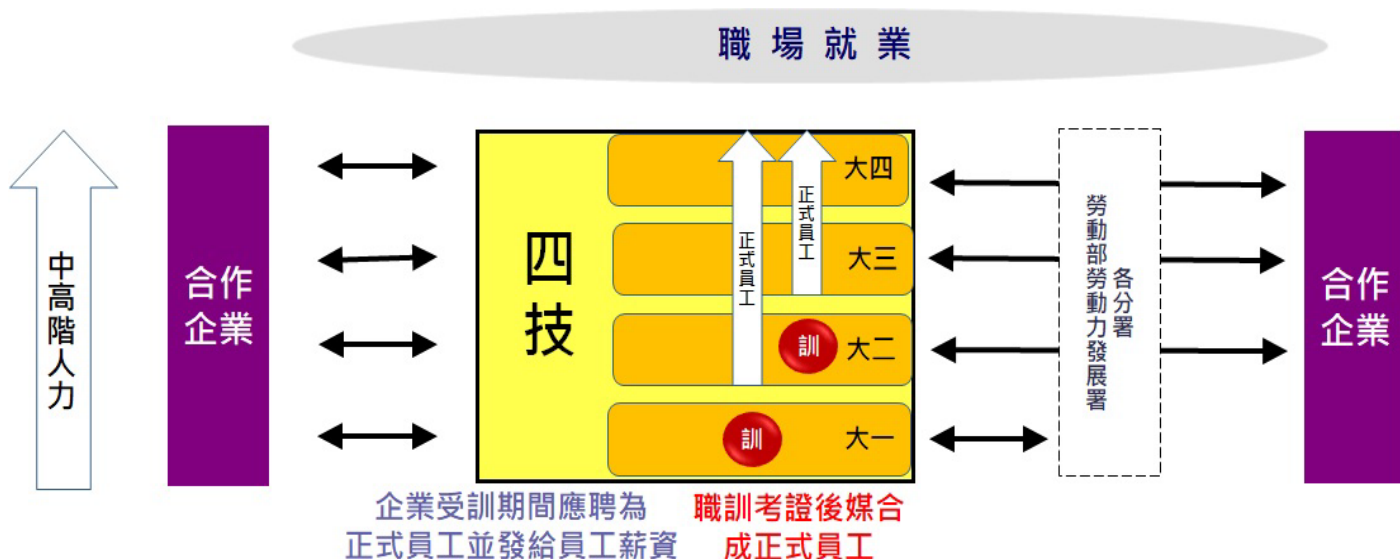 職場就業
中高階人力
合作
企業
四技
大四
正式員工
正式員工
大三
訓
大二
訓
大一
勞動部勞動力發展署
各分署
合作
企業
企業受訓期間應聘為
正式員工並發給員工薪資
職訓考證後媒合
成正式員工